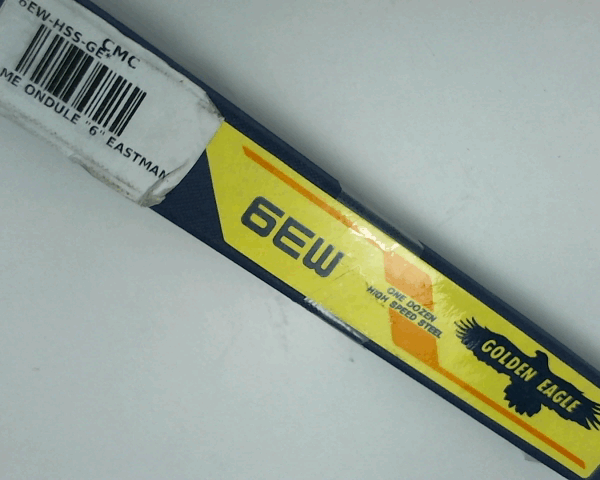 6EW-HSS-GE*
CMC
ME ONDULE "6" EASTMAN
6EW
ONE DOZEN
HIGH SPEED STEEL
GOLDEN EAGLE